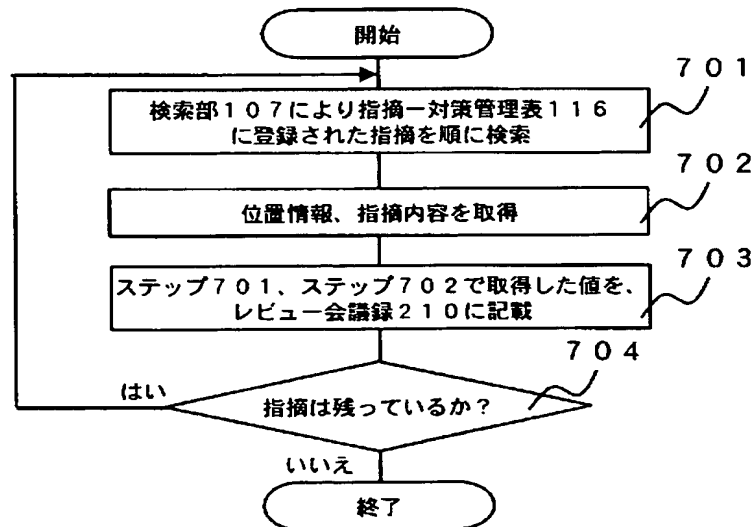 開始
701
検索部107により指摘－対策管理表116
に登録された指摘を順に検索
702
位置情報、指摘内容を取得
703
ステップ701、ステップ702で取得した値を、
レビュー会議録210に記載
704
はい
指摘は残っているか？
いいえ
終了